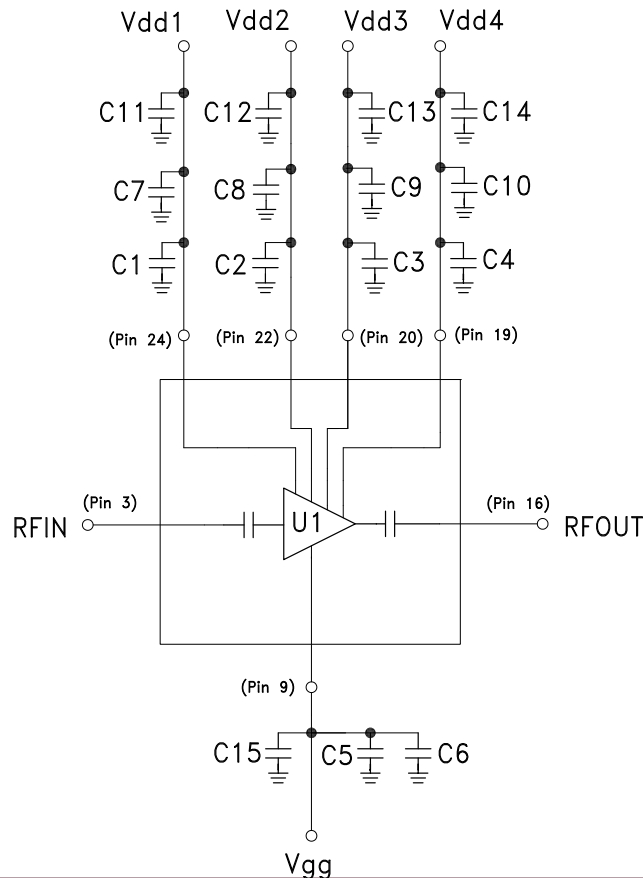 Vdd1 Vdd2 Vdd3 Vdd4
C11 C12 C13 C14
C7 C8 C9 C10
C1 C2 C3 C4
(Pin 24) (Pin 22) (Pin 20) (Pin 19)
(Pin 3) (Pin 16)
RFIN U1 RFOUT
(Pin 9)
C15 C5 C6
Vgg